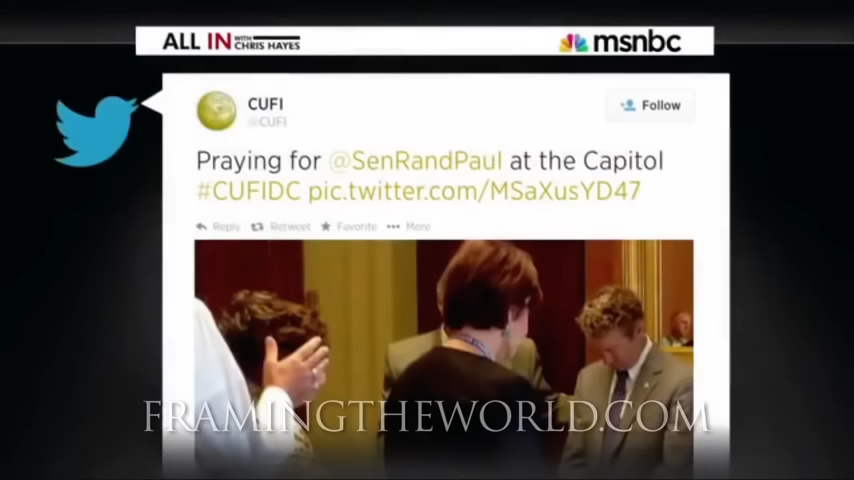 ALL IN WITH CHRIS HAYES
msnbc
CUFI
@CUFI
Follow
Praying for @SenRandPaul at the Capitol
#CUFIDC pic.twitter.com/MSaXusYD47
Reply Retweet Favorite More
FRAMINGTHEWORLD.COM